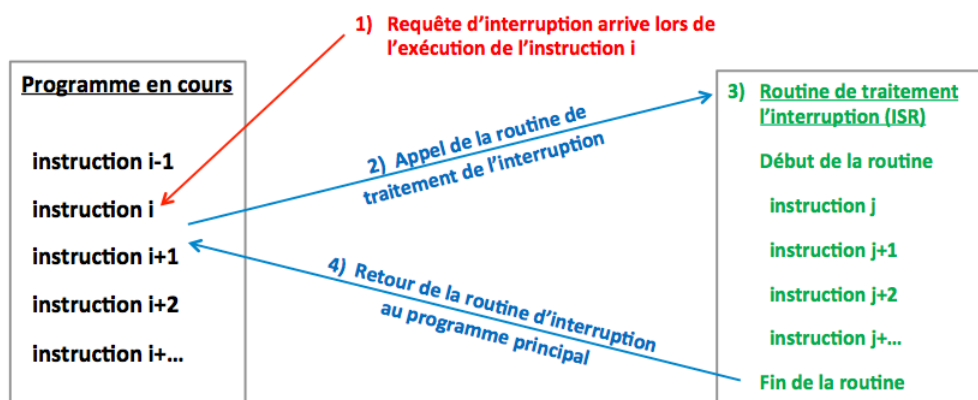 1) Requête d’interruption arrive lors de
l’exécution de l’instruction i
Programme en cours
instruction i-1
instruction i
instruction i+1
instruction i+2
instruction i+...
2) Appel de la routine de
traitement de l’interruption
3) Routine de traitement
l’interruption (ISR)
Début de la routine
instruction j
instruction j+1
instruction j+2
instruction j+...
Fin de la routine
4) Retour de la routine d’interruption
au programme principal